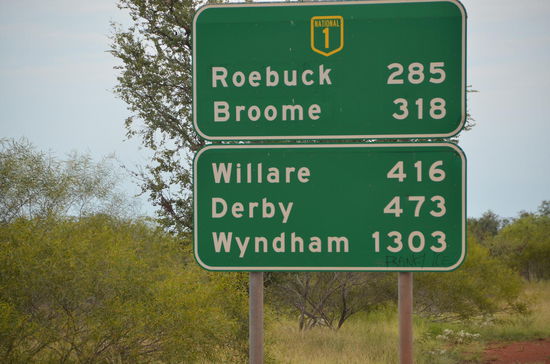 NATIONAL
1
Roebuck 285
Broome 318
Willare 416
Derby 473
Wyndham 1303